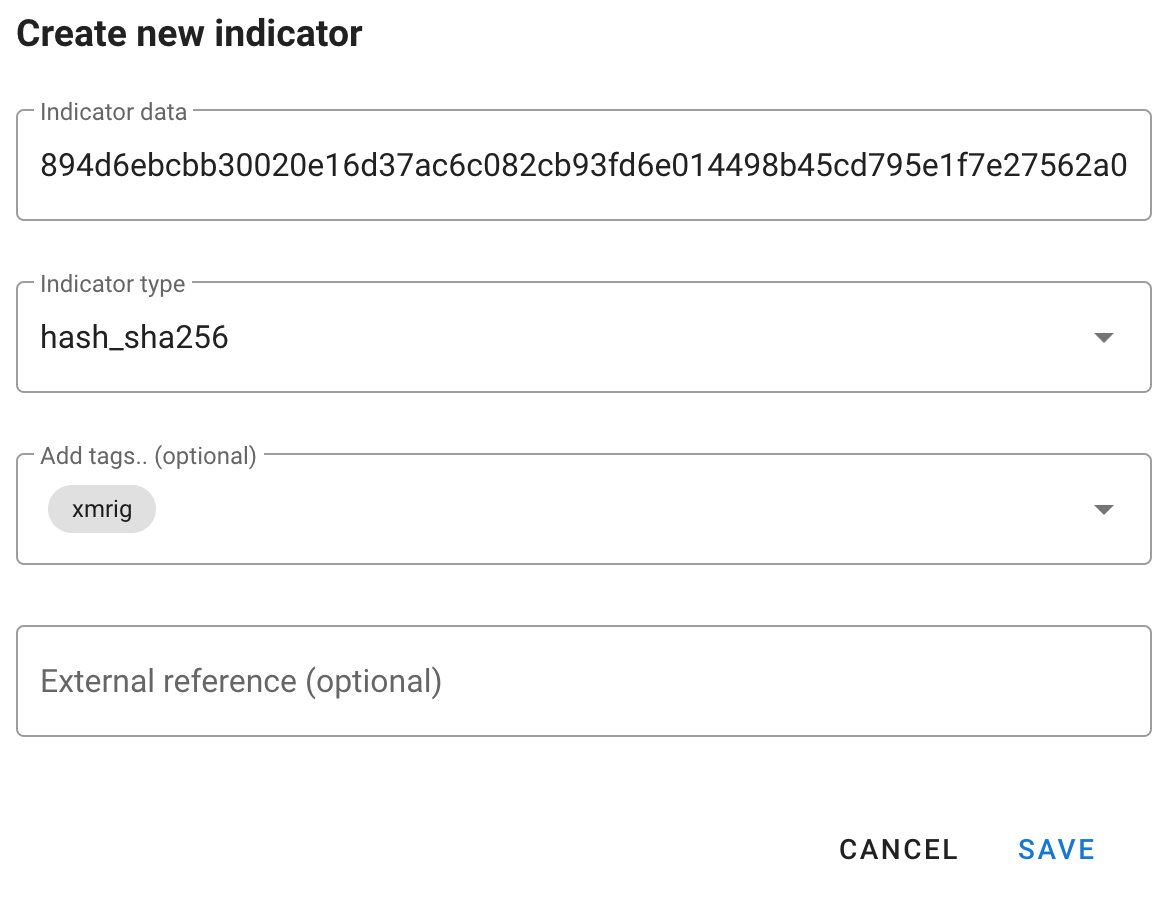 Create new indicator
Indicator data
894d6ebcbb30020e16d37ac6c082cb93fd6e014498b45cd795e1f7e27562a0
Indicator type
hash_sha256
Add tags.. (optional)
xmrig
External reference (optional)
CANCEL SAVE